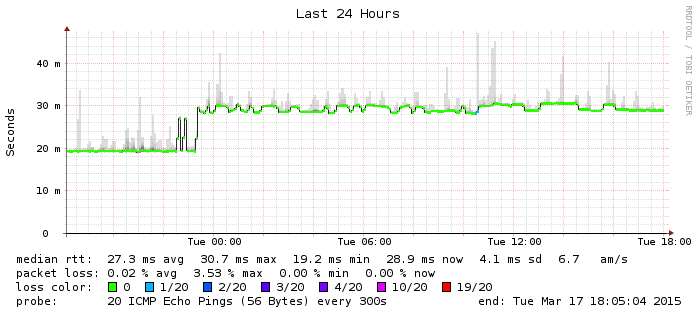 Last 24 Hours
RRDTOOL / TOBI OETIKER
Seconds
40 m
30 m
20 m
10 m
0
Tue 00:00 Tue 06:00 Tue 12:00 Tue 18:00
median rtt: 27.3 ms avg 30.7 ms max 19.2 ms min 28.9 ms now 4.1 ms sd 6.7 am/s
packet loss: 0.02 % avg 3.53 % max 0.00 % min 0.00 % now
loss color: 0 1/20 2/20 3/20 4/20 10/20 19/20
probe: 20 ICMP Echo Pings (56 Bytes) every 300s end: Tue Mar 17 18:05:04 2015